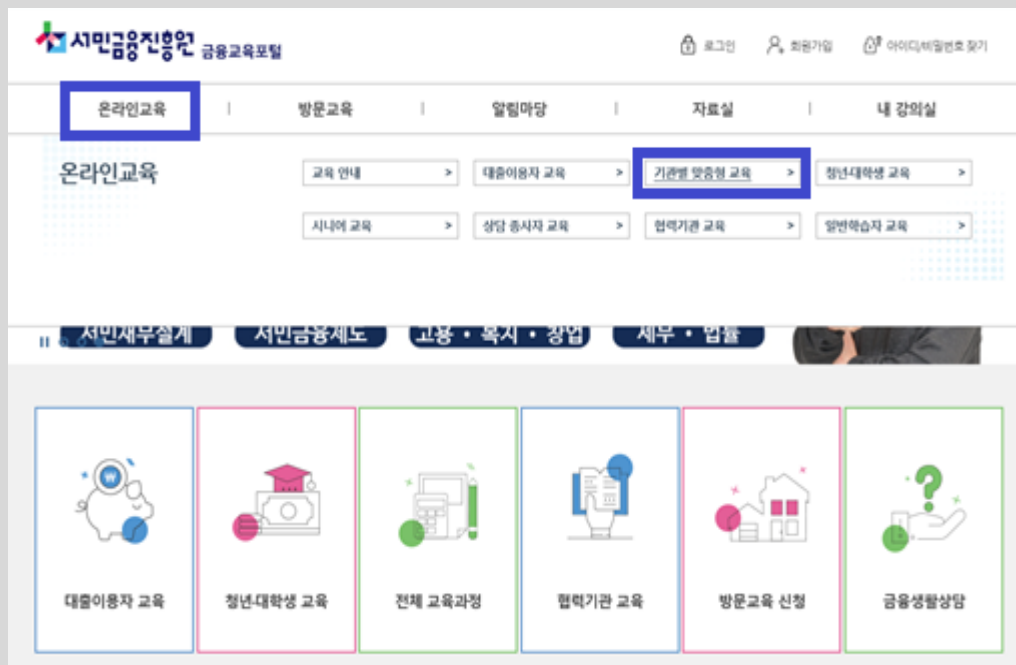 서민금융진흥원 금융교육포털
로그인 회원가입 아이디/비밀번호 찾기
온라인교육 | 방문교육 | 알림마당 | 자료실 | 내 강의실
온라인교육
교육 안내 > 대출이용자 교육 > 기관별 맞춤형 교육 > 청년·대학생 교육 >
시니어 교육 > 상담 종사자 교육 > 협력기관 교육 > 일반학습자 교육 >
서민재무설계 서민금융제도 고용 · 복지 · 창업 세무 · 법률
대출이용자 교육 청년·대학생 교육 전체 교육과정 협력기관 교육 방문교육 신청 금융생활상담